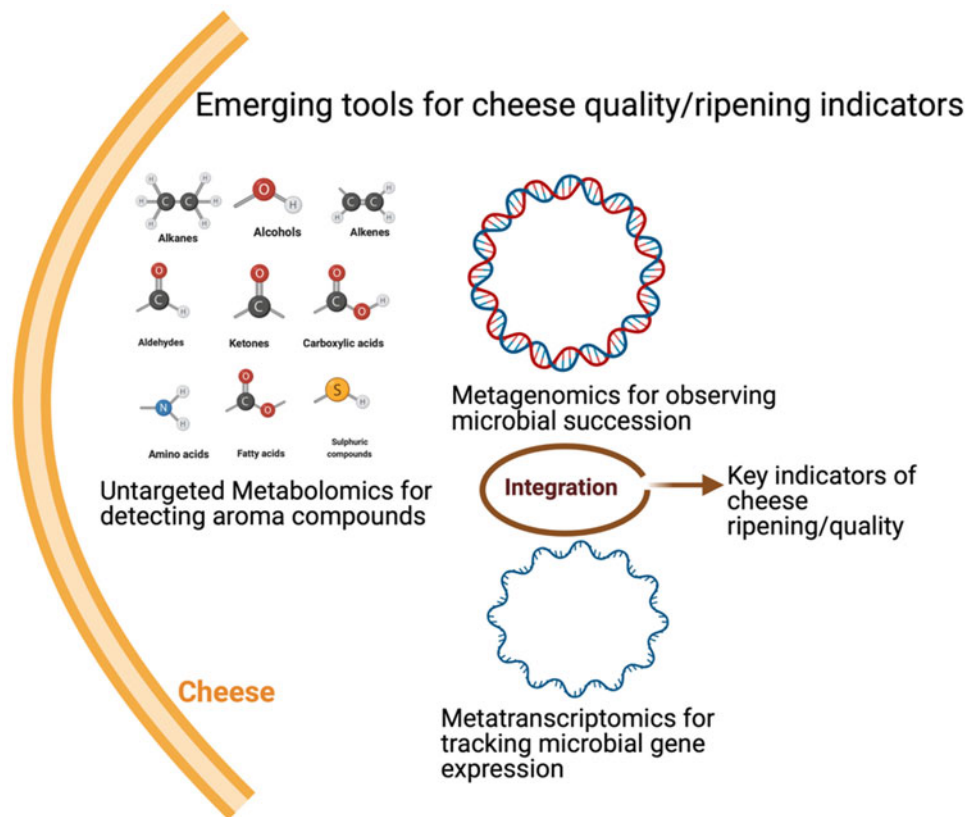 Emerging tools for cheese quality/ripening indicators
H H H C C H H H
Alkanes
O H
Alcohols
H C C H H
Alkenes
O C H
Aldehydes
O C
Ketones
O C O H
Carboxylic acids
N H H
Amino acids
O C O
Fatty acids
S H
Sulphuric
compounds
Untargeted Metabolomics for
detecting aroma compounds
Metagenomics for observing
microbial succession
Integration
Key indicators of
cheese
ripening/quality
Metatranscriptomics for
tracking microbial gene
expression
Cheese